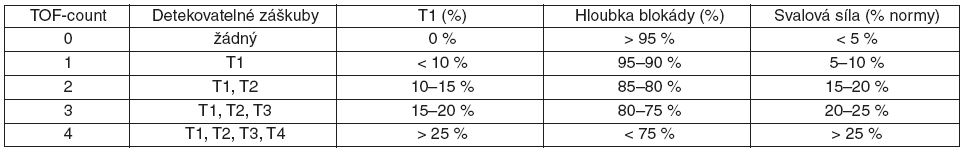 TOF-count Detekovatelné záškuby T1 (%) Hloubka blokády (%) Svalová síla (% normy)
0 žádný 0 % > 95 % < 5 %
1 T1 < 10 % 95–90 % 5–10 %
2 T1, T2 10–15 % 85–80 % 15–20 %
3 T1, T2, T3 15–20 % 80–75 % 20–25 %
4 T1, T2, T3, T4 > 25 % < 75 % > 25 %